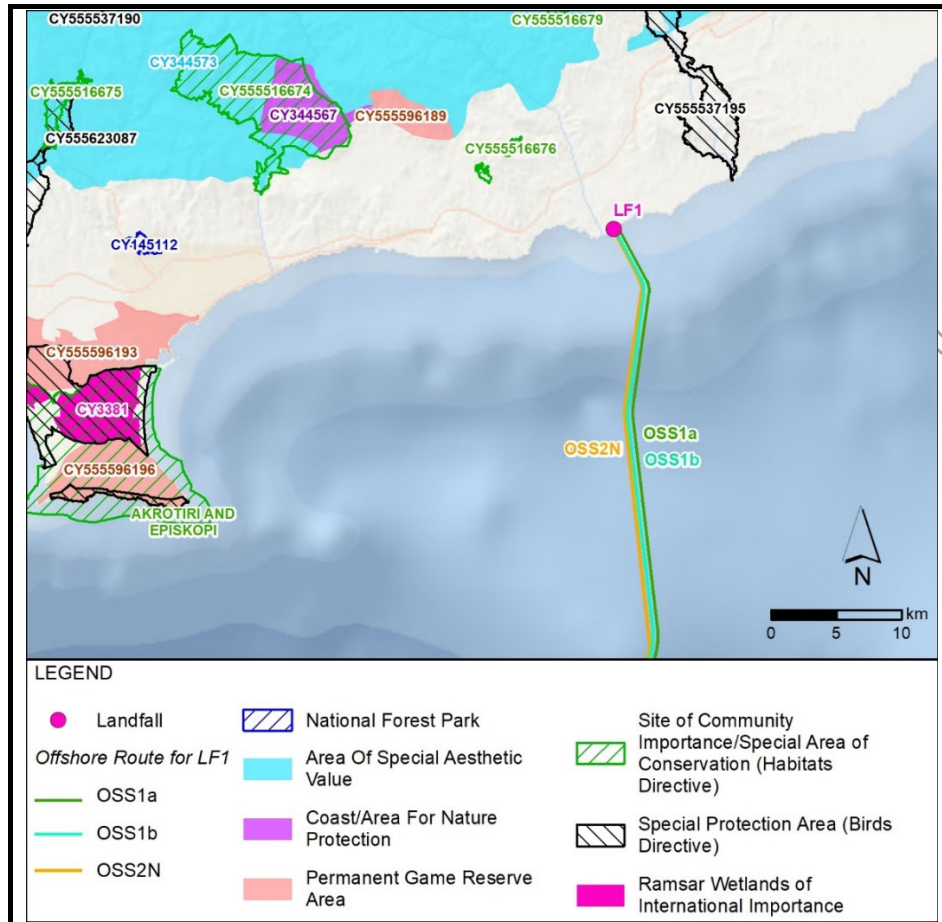 CY555537190
CY555516679
CY344573
CY555516675
CY555516674
CY344567
CY555596189
CY555537195
CY555623087
CY555516676
LF1
CY145112
CY555596193
CY3381
OSS1a
OSS2N
OSS1b
CY555596196
AKROTIRI AND
EPISKOPI
N
km
0 5 10
LEGEND
Landfall
Offshore Route for LF1
OSS1a
OSS1b
OSS2N
National Forest Park
Area Of Special Aesthetic
Value
Coast/Area For Nature
Protection
Permanent Game Reserve
Area
Site of Community
Importance/Special Area of
Conservation (Habitats
Directive)
Special Protection Area (Birds
Directive)
Ramsar Wetlands of
International Importance